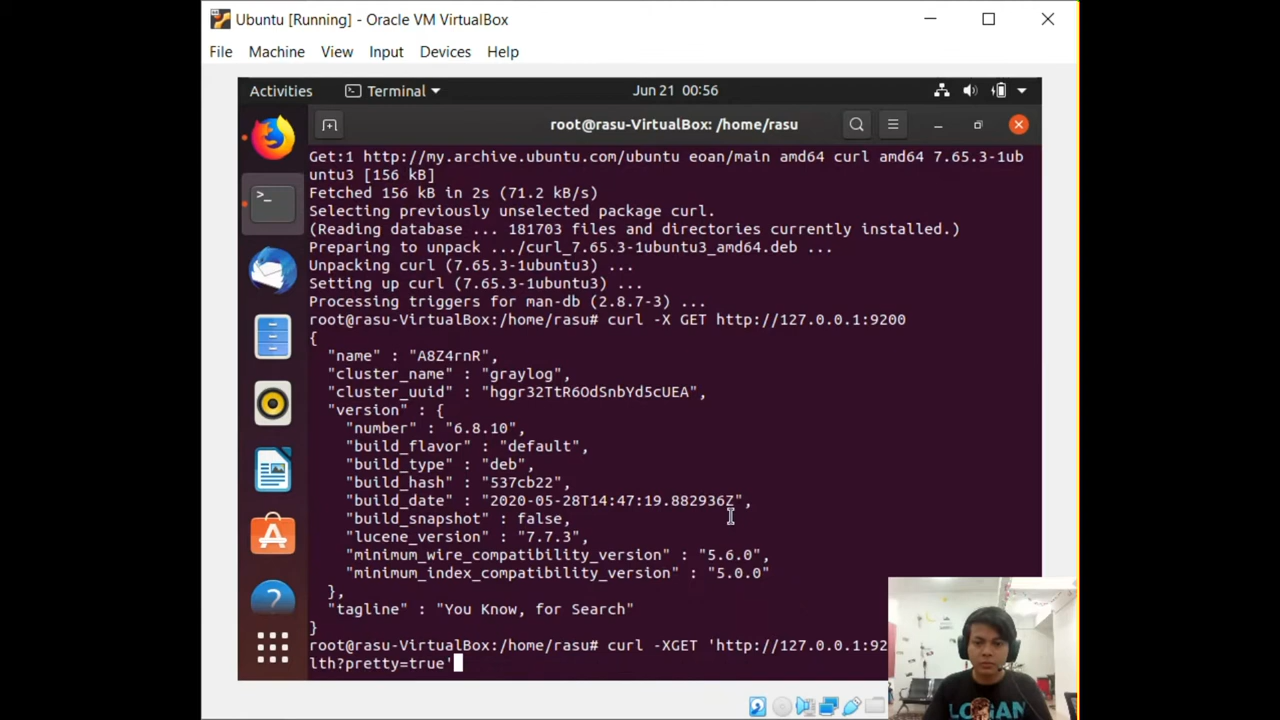 Ubuntu [Running] - Oracle VM VirtualBox
File Machine View Input Devices Help
Activities Terminal Jun 21 00:56
root@rasu-VirtualBox: /home/rasu
Get:1 http://my.archive.ubuntu.com/ubuntu eoan/main amd64 curl amd64 7.65.3-1ub
untu3 [156 kB]
Fetched 156 kB in 2s (71.2 kB/s)
Selecting previously unselected package curl.
(Reading database ... 181703 files and directories currently installed.)
Preparing to unpack .../curl_7.65.3-1ubuntu3_amd64.deb ...
Unpacking curl (7.65.3-1ubuntu3) ...
Setting up curl (7.65.3-1ubuntu3) ...
Processing triggers for man-db (2.8.7-3) ...
root@rasu-VirtualBox:/home/rasu# curl -X GET http://127.0.0.1:9200
{
"name" : "A8Z4rnR",
"cluster_name" : "graylog",
"cluster_uuid" : "hggr32TtR6OdSnbYd5cUEA",
"version" : {
"number" : "6.8.10",
"build_flavor" : "default",
"build_type" : "deb",
"build_hash" : "537cb22",
"build_date" : "2020-05-28T14:47:19.882936Z",
"build_snapshot" : false,
"lucene_version" : "7.7.3",
"minimum_wire_compatibility_version" : "5.6.0",
"minimum_index_compatibility_version" : "5.0.0"
},
"tagline" : "You Know, for Search"
}
root@rasu-VirtualBox:/home/rasu# curl -XGET 'http://127.0.0.1:92
lth?pretty=true'